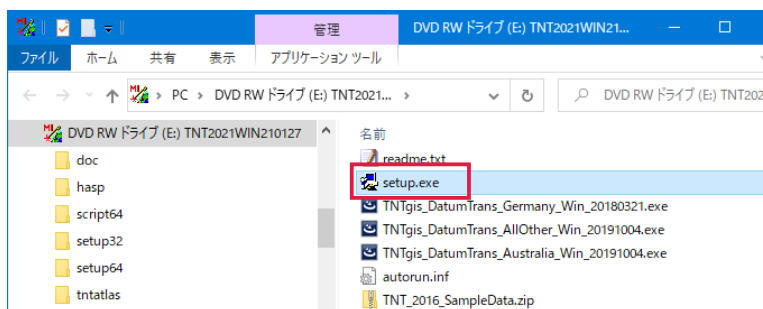 管理
DVD RW ドライブ (E:) TNT2021WIN21...
ファイル ホーム 共有 表示 アプリケーション ツール
PC › DVD RW ドライブ (E:) TNT2021... ›
DVD RW ドライブ (E:) TNT202
DVD RW ドライブ (E:) TNT2021WIN210127
doc
hasp
script64
setup32
setup64
tntatlas
名前
readme.txt
setup.exe
TNTgis_DatumTrans_Germany_Win_20180321.exe
TNTgis_DatumTrans_AllOther_Win_20191004.exe
TNTgis_DatumTrans_Australia_Win_20191004.exe
autorun.inf
TNT_2016_SampleData.zip